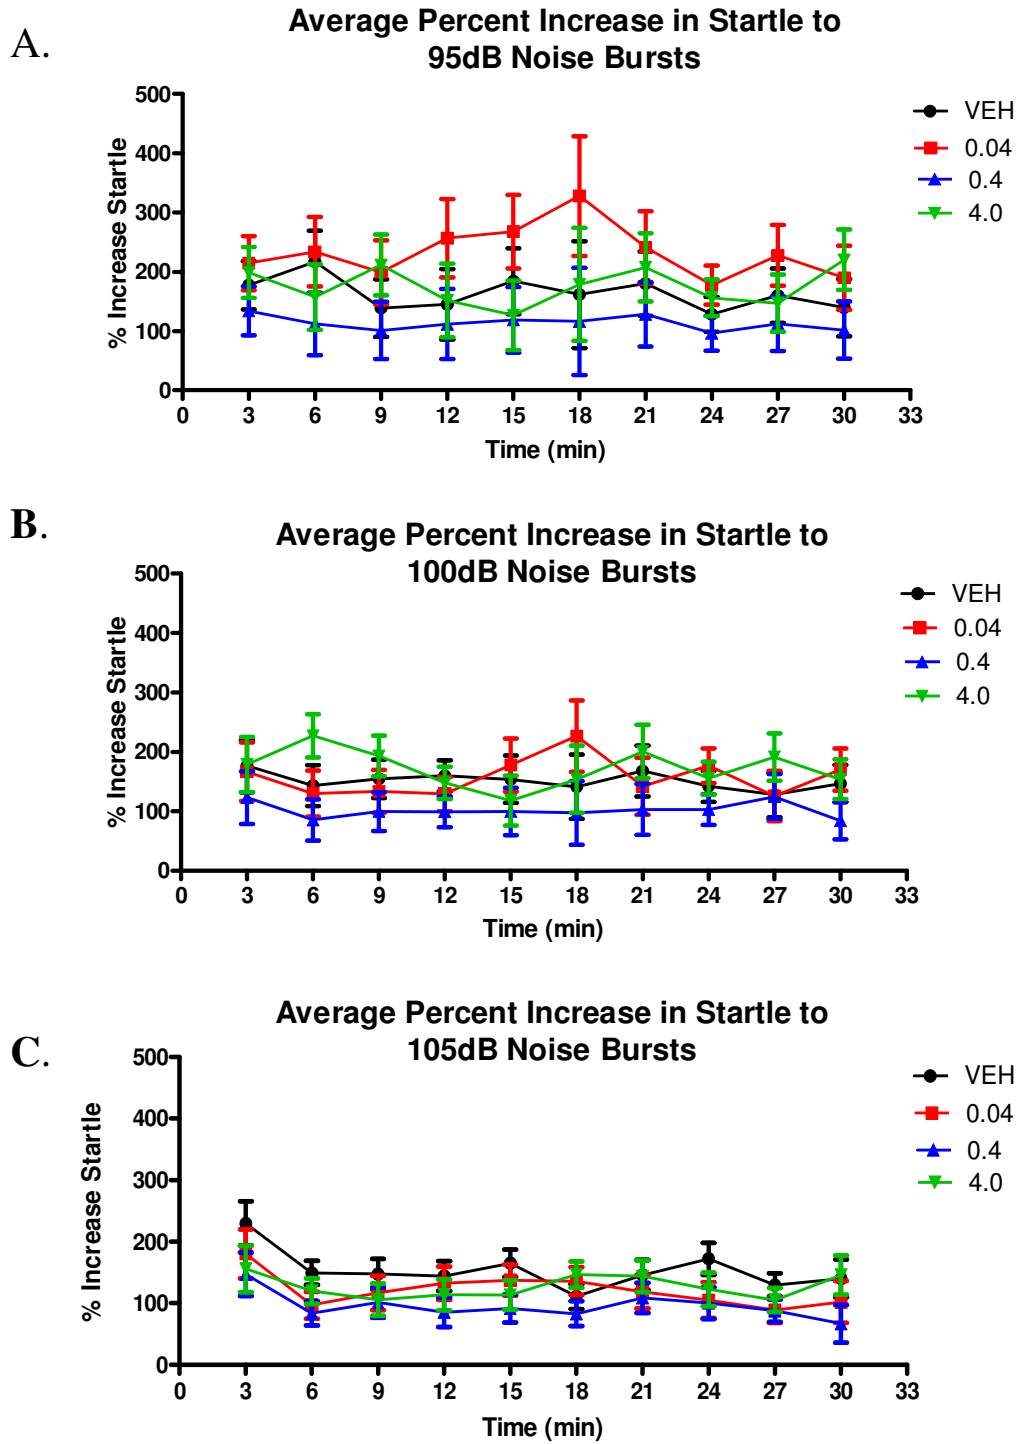 A.
Average Percent Increase in Startle to
95dB Noise Bursts
% Increase Startle
500
400
300
200
100
0
0 3 6 9 12 15 18 21 24 27 30 33
Time (min)
VEH
0.04
0.4
4.0
B.
Average Percent Increase in Startle to
100dB Noise Bursts
% Increase Startle
500
400
300
200
100
0
0 3 6 9 12 15 18 21 24 27 30 33
Time (min)
VEH
0.04
0.4
4.0
C.
Average Percent Increase in Startle to
105dB Noise Bursts
% Increase Startle
500
400
300
200
100
0
0 3 6 9 12 15 18 21 24 27 30 33
Time (min)
VEH
0.04
0.4
4.0